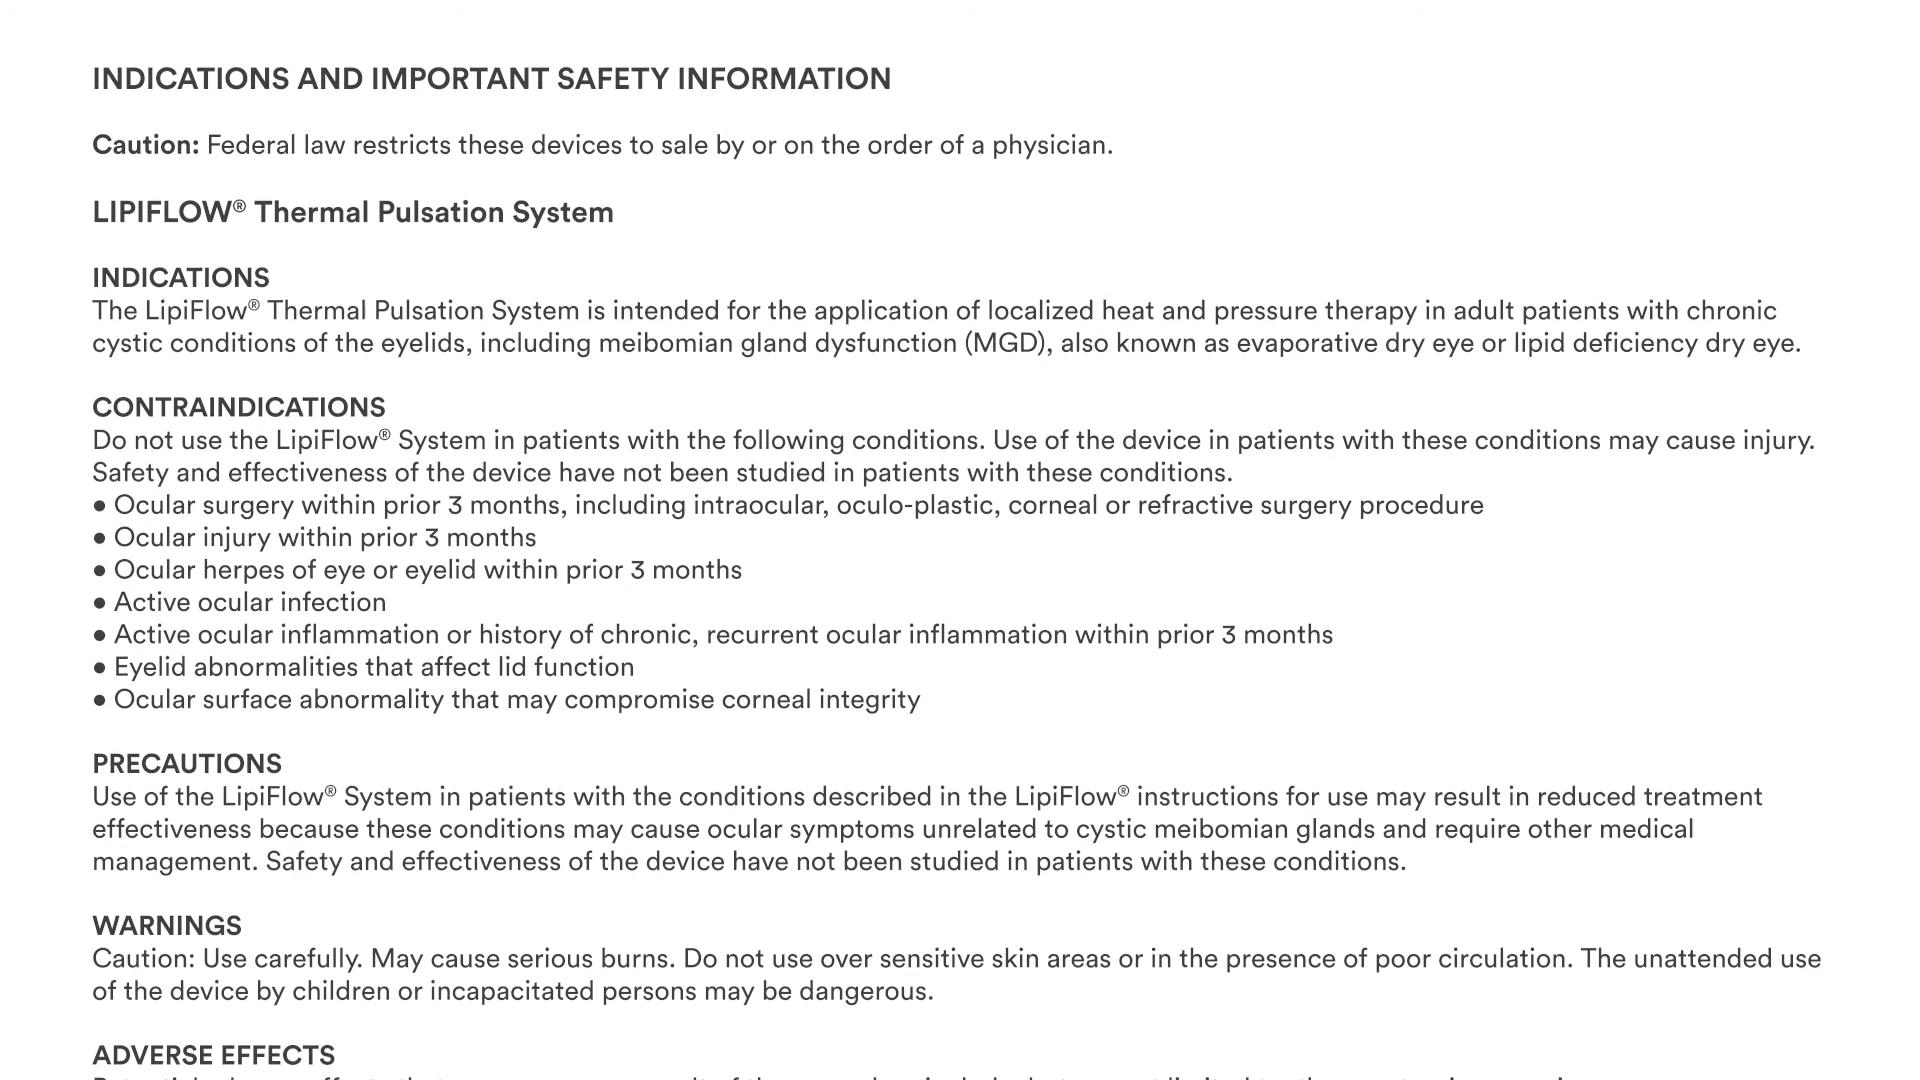 INDICATIONS AND IMPORTANT SAFETY INFORMATION
Caution: Federal law restricts these devices to sale by or on the order of a physician.
LIPIFLOW® Thermal Pulsation System
INDICATIONS
The LipiFlow® Thermal Pulsation System is intended for the application of localized heat and pressure therapy in adult patients with chronic
cystic conditions of the eyelids, including meibomian gland dysfunction (MGD), also known as evaporative dry eye or lipid deficiency dry eye.
CONTRAINDICATIONS
Do not use the LipiFlow® System in patients with the following conditions. Use of the device in patients with these conditions may cause injury.
Safety and effectiveness of the device have not been studied in patients with these conditions.
• Ocular surgery within prior 3 months, including intraocular, oculo-plastic, corneal or refractive surgery procedure
• Ocular injury within prior 3 months
• Ocular herpes of eye or eyelid within prior 3 months
• Active ocular infection
• Active ocular inflammation or history of chronic, recurrent ocular inflammation within prior 3 months
• Eyelid abnormalities that affect lid function
• Ocular surface abnormality that may compromise corneal integrity
PRECAUTIONS
Use of the LipiFlow® System in patients with the conditions described in the LipiFlow® instructions for use may result in reduced treatment
effectiveness because these conditions may cause ocular symptoms unrelated to cystic meibomian glands and require other medical
management. Safety and effectiveness of the device have not been studied in patients with these conditions.
WARNINGS
Caution: Use carefully. May cause serious burns. Do not use over sensitive skin areas or in the presence of poor circulation. The unattended use
of the device by children or incapacitated persons may be dangerous.
ADVERSE EFFECTS